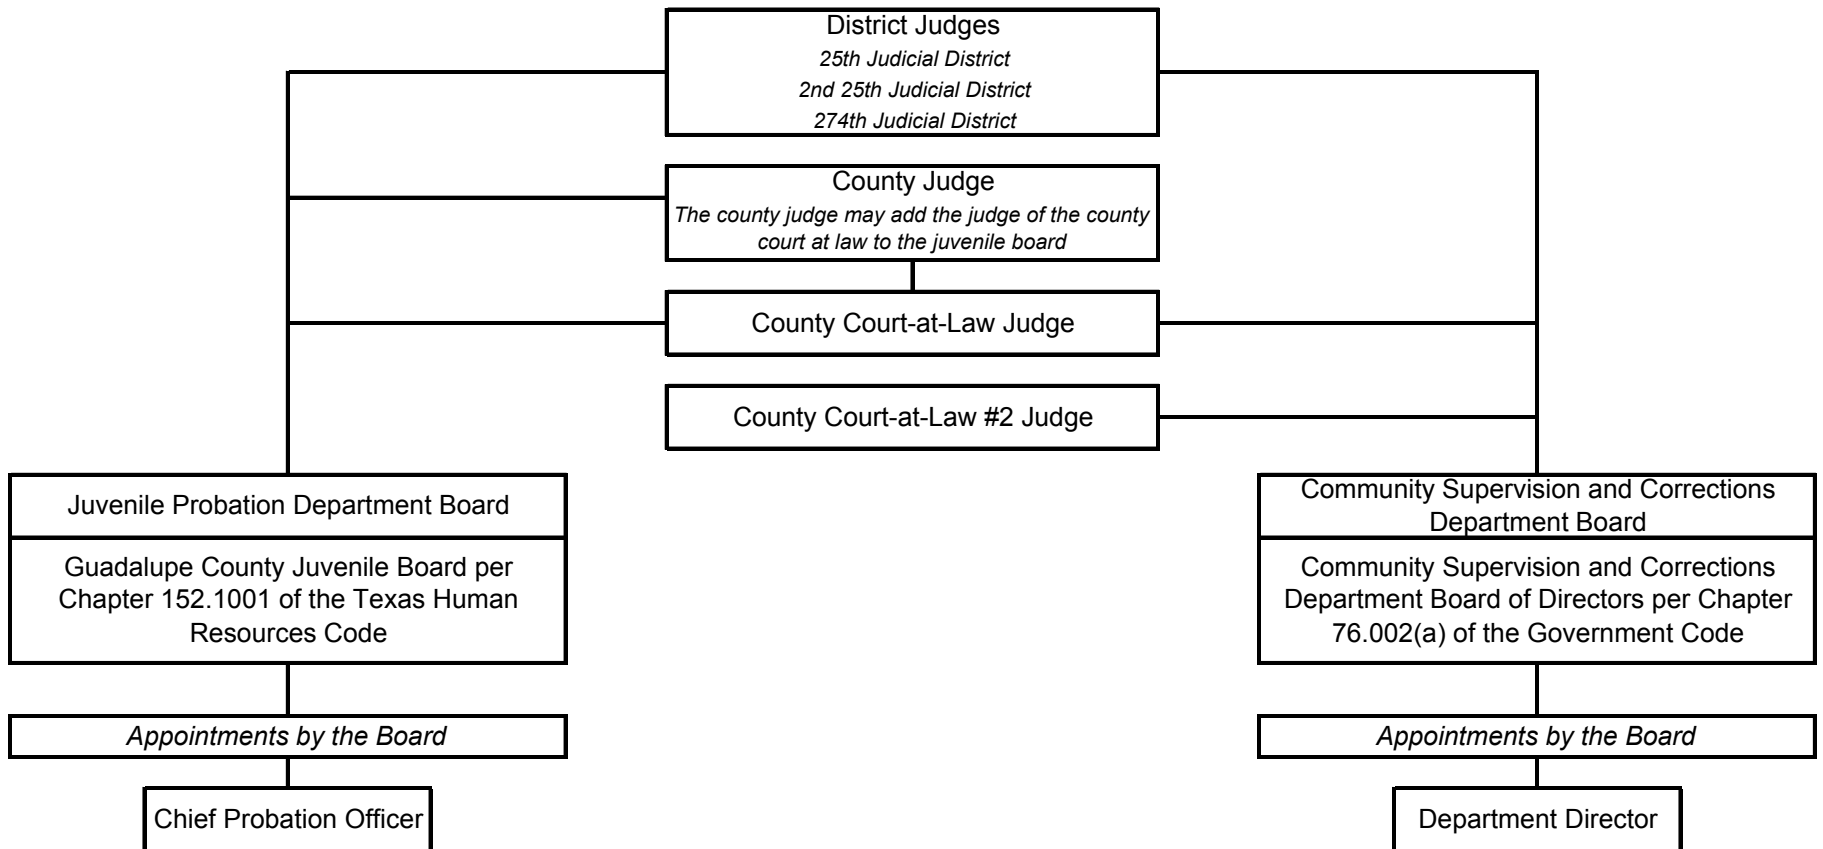 District Judges
25th Judicial District
2nd 25th Judicial District
274th Judicial District
County Judge
The county judge may add the judge of the county
court at law to the juvenile board
County Court-at-Law Judge
County Court-at-Law #2 Judge
Juvenile Probation Department Board
Guadalupe County Juvenile Board per
Chapter 152.1001 of the Texas Human
Resources Code
Appointments by the Board
Chief Probation Officer
Community Supervision and Corrections
Department Board
Community Supervision and Corrections
Department Board of Directors per Chapter
76.002(a) of the Government Code
Appointments by the Board
Department Director